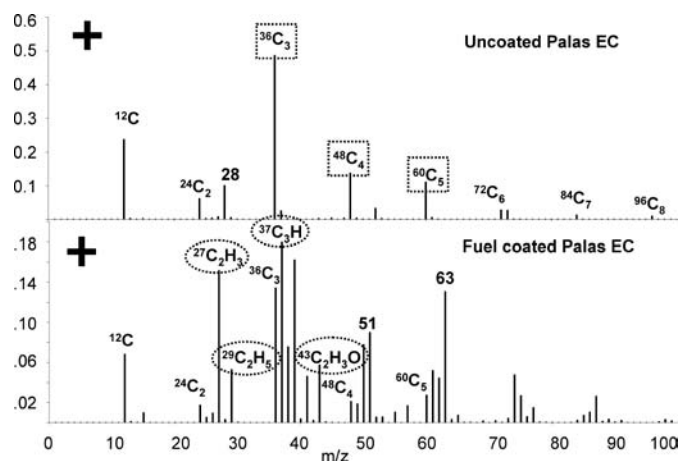 0.6
+
³⁶C₃
Uncoated Palas EC
0.5
0.4
0.3
¹²C
0.2
⁴⁸C₄
⁶⁰C₅
²⁴C₂
28
0.1
⁷²C₆
⁸⁴C₇
⁹⁶C₈
+
³⁷C₃H
Fuel coated Palas EC
.18
²⁷C₂H₃
³⁶C₃
.14
63
.10
¹²C
51
.06
²⁹C₂H₅
⁴³C₂H₃O
²⁴C₂
⁴⁸C₄
⁶⁰C₅
.02
0 10 20 30 40 50 60 70 80 90 100
m/z